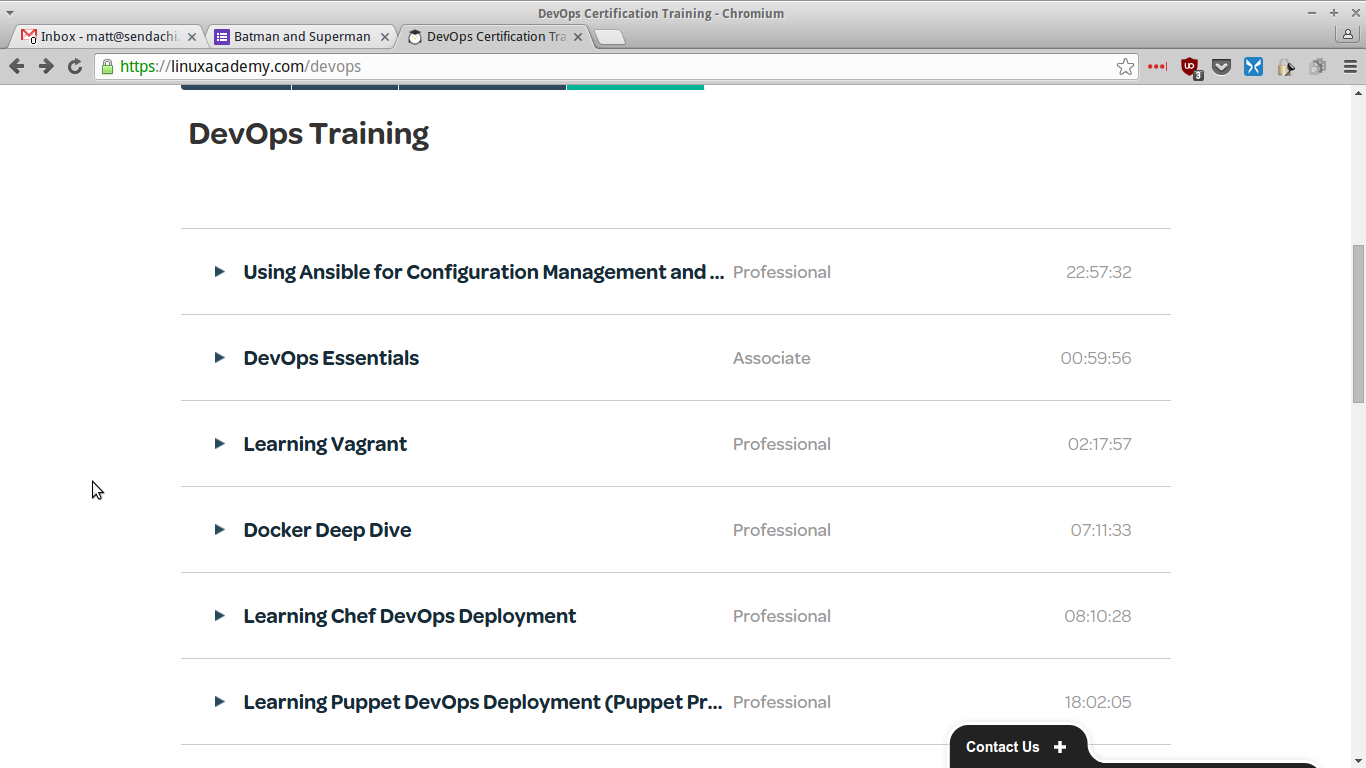 DevOps Certification Training - Chromium
Inbox - matt@sendachi.
Batman and Superman
DevOps Certification Tra
https://linuxacademy.com/devops
3
DevOps Training
Using Ansible for Configuration Management and ... Professional 22:57:32
DevOps Essentials Associate 00:59:56
Learning Vagrant Professional 02:17:57
Docker Deep Dive Professional 07:11:33
Learning Chef DevOps Deployment Professional 08:10:28
Learning Puppet DevOps Deployment (Puppet Pr... Professional 18:02:05
Contact Us